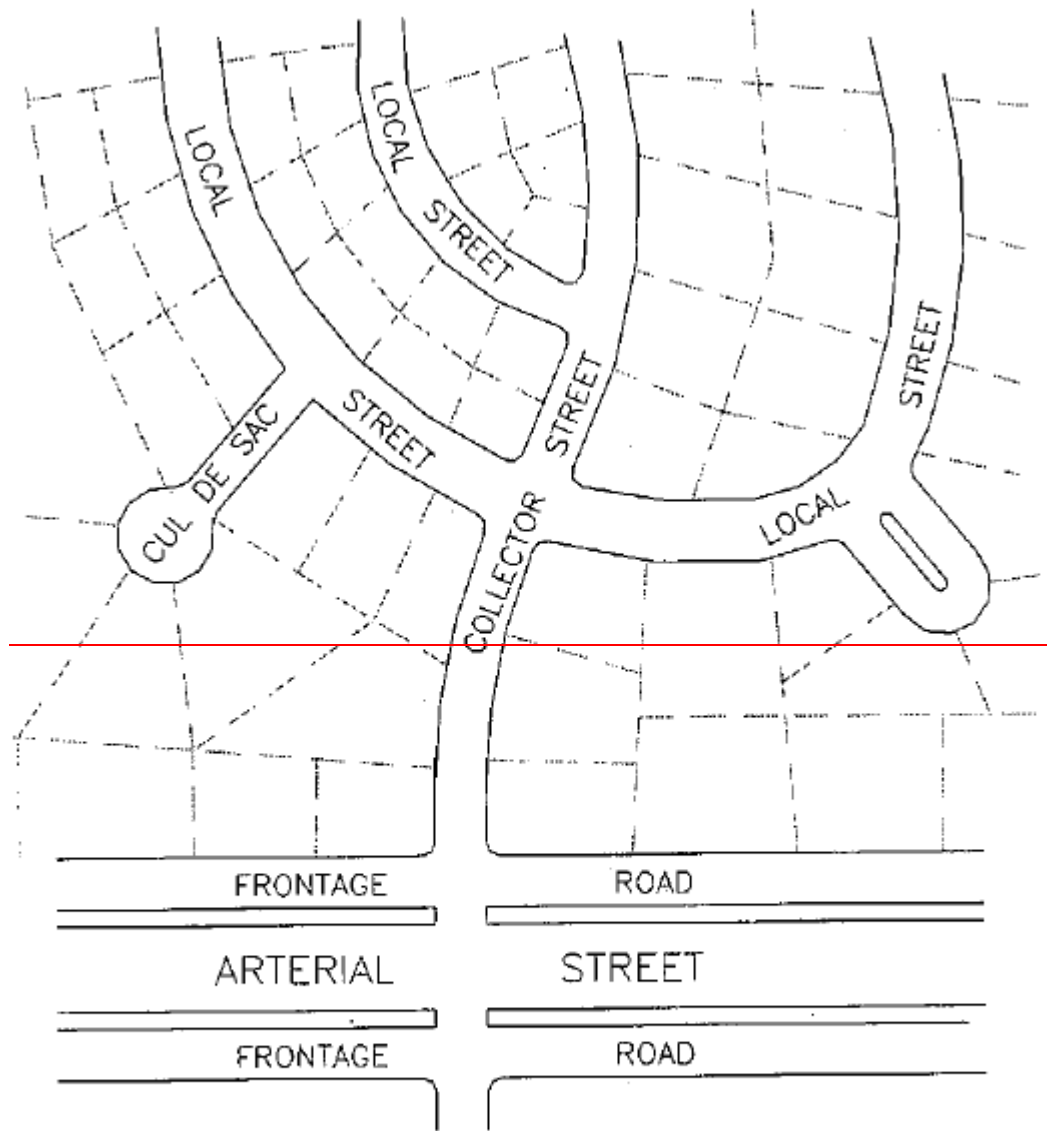 LOCAL STREET
LOCAL STREET
COLLECTOR STREET
LOCAL STREET
CUL DE SAC
FRONTAGE ROAD
ARTERIAL STREET
FRONTAGE ROAD